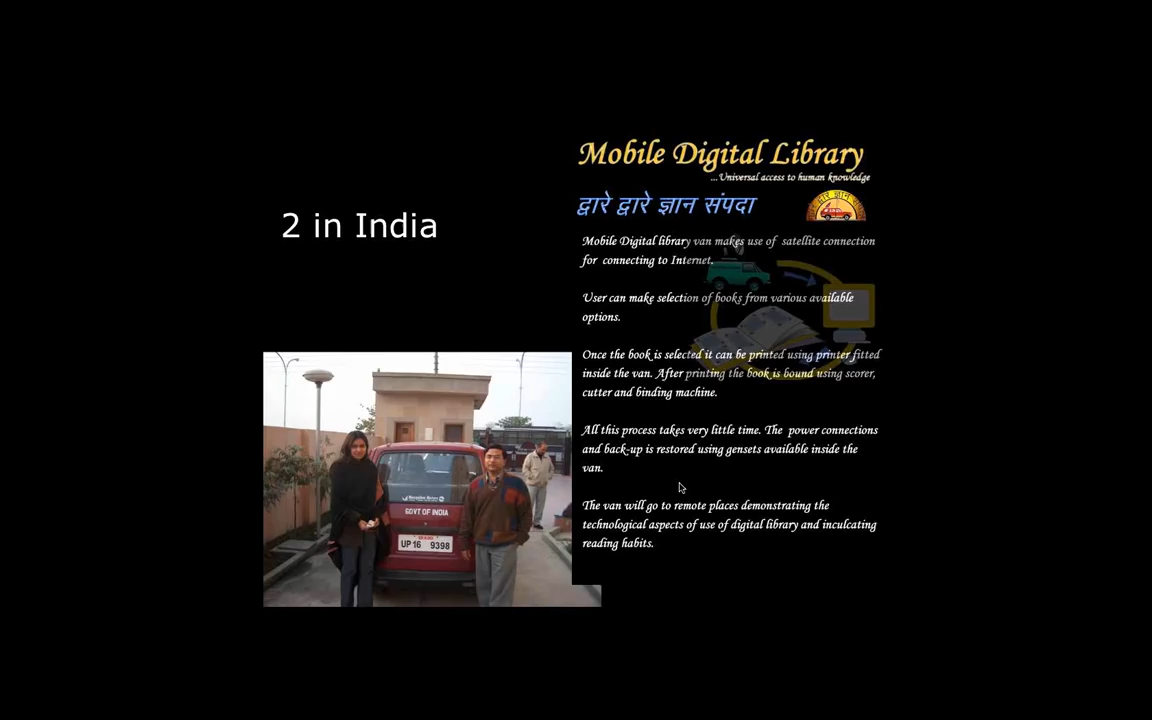 2 in India
Mobile Digital Library
...Universal access to human knowledge
द्वारे द्वारे ज्ञान संपदा
Mobile Digital library van makes use of satellite connection
for connecting to Internet.
User can make selection of books from various available
options.
Once the book is selected it can be printed using printer fitted
inside the van. After printing the book is bound using scorer,
cutter and binding machine.
All this process takes very little time. The power connections
and back-up is restored using gensets available inside the
van.
The van will go to remote places demonstrating the
technological aspects of use of digital library and inculcating
reading habits.
GOVT OF INDIA
UP 16 9398